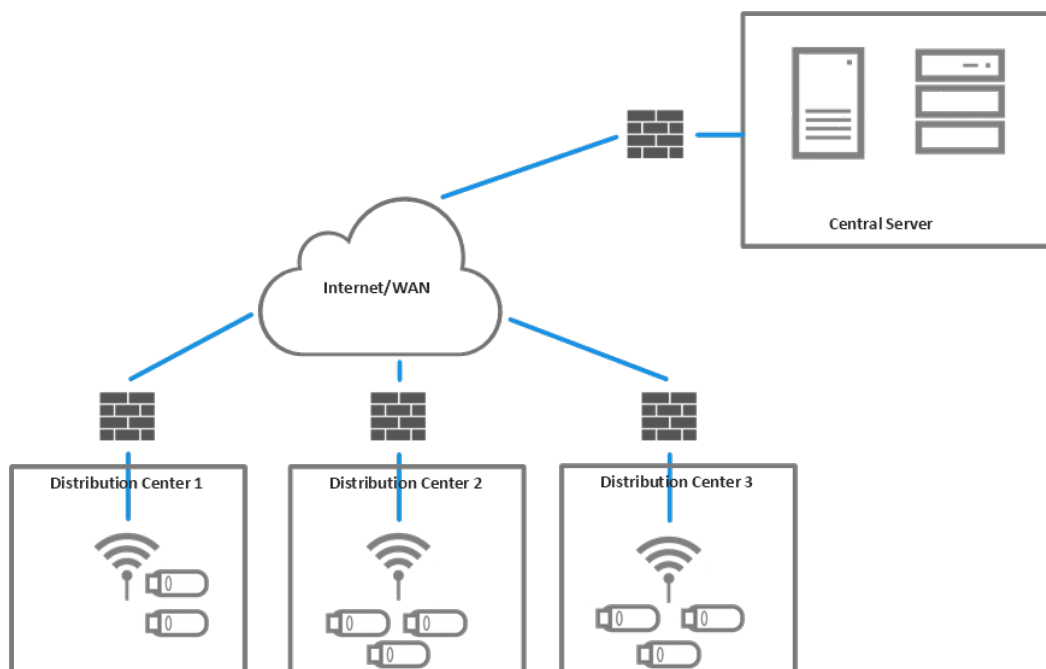 Central Server
Internet/WAN
Distribution Center 1
Distribution Center 2
Distribution Center 3